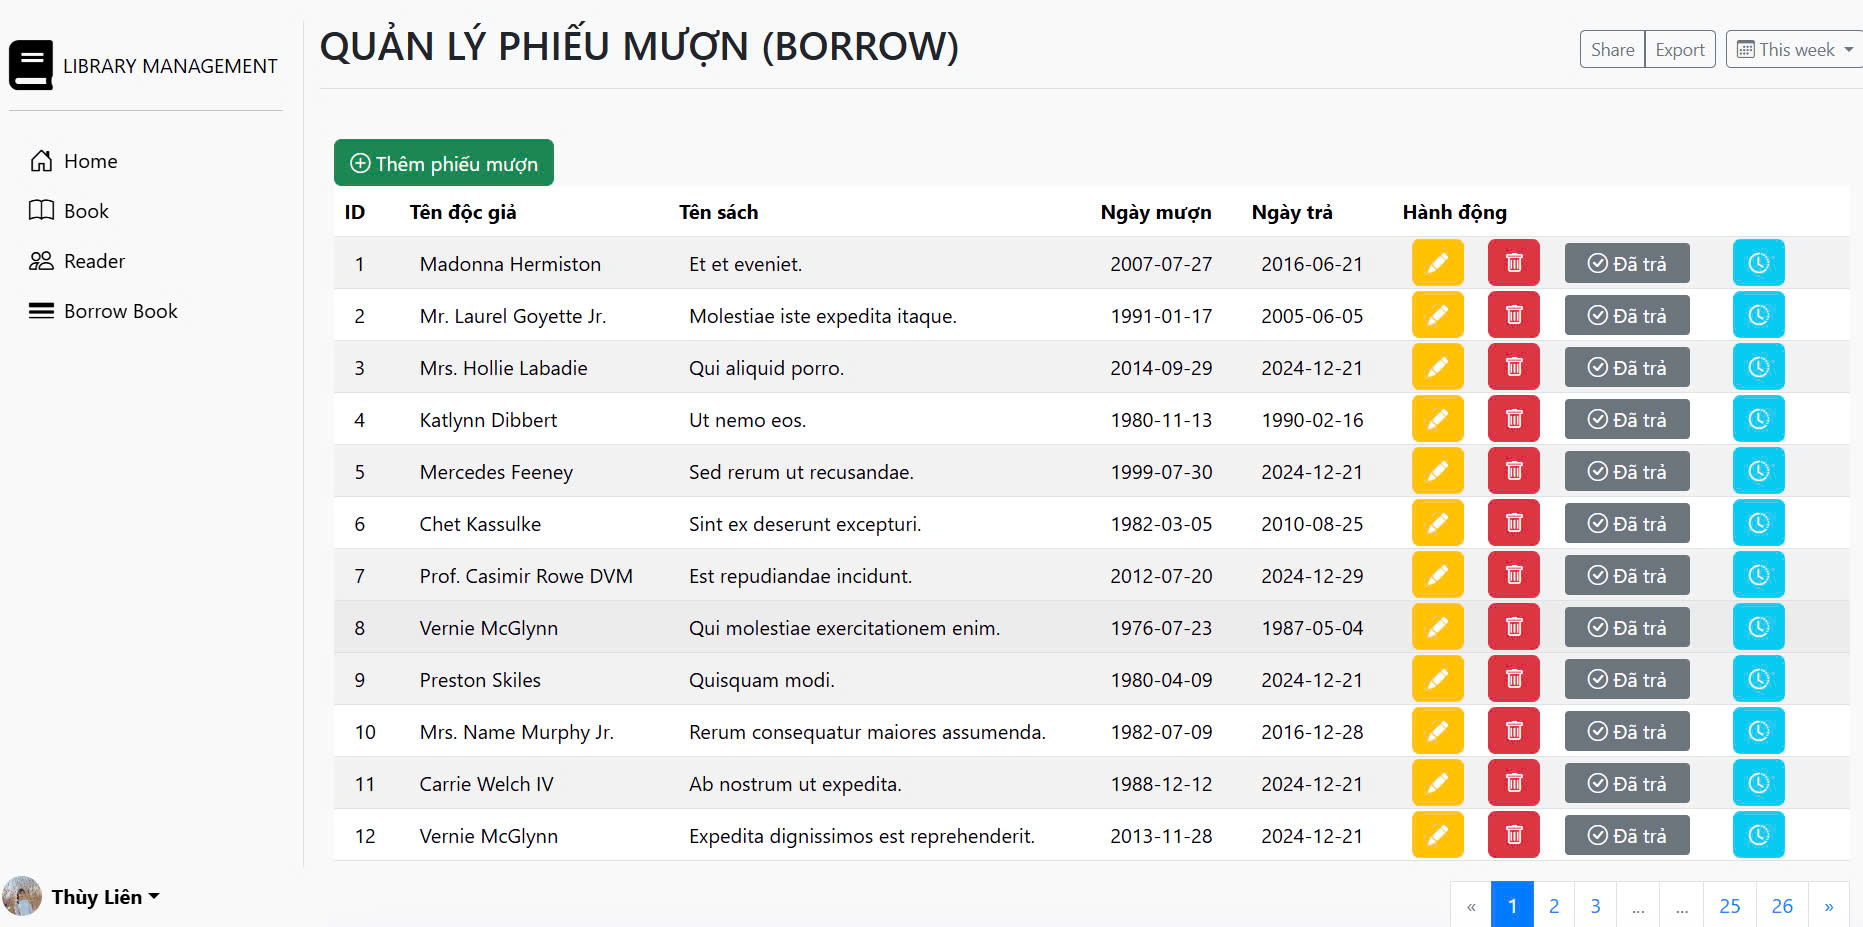 LIBRARY MANAGEMENT
Home
Book
Reader
Borrow Book
Thùy Liên
QUẢN LÝ PHIẾU MƯỢN (BORROW)
Share Export This week
Thêm phiếu mượn
ID Tên độc giả Tên sách Ngày mượn Ngày trả Hành động
1 Madonna Hermiston Et et eveniet. 2007-07-27 2016-06-21 Đã trả
2 Mr. Laurel Goyette Jr. Molestiae iste expedita itaque. 1991-01-17 2005-06-05 Đã trả
3 Mrs. Hollie Labadie Qui aliquid porro. 2014-09-29 2024-12-21 Đã trả
4 Katlynn Dibbert Ut nemo eos. 1980-11-13 1990-02-16 Đã trả
5 Mercedes Feeney Sed rerum ut recusandae. 1999-07-30 2024-12-21 Đã trả
6 Chet Kassulke Sint ex deserunt excepturi. 1982-03-05 2010-08-25 Đã trả
7 Prof. Casimir Rowe DVM Est repudiandae incidunt. 2012-07-20 2024-12-29 Đã trả
8 Vernie McGlynn Qui molestiae exercitationem enim. 1976-07-23 1987-05-04 Đã trả
9 Preston Skiles Quisquam modi. 1980-04-09 2024-12-21 Đã trả
10 Mrs. Name Murphy Jr. Rerum consequatur maiores assumenda. 1982-07-09 2016-12-28 Đã trả
11 Carrie Welch IV Ab nostrum ut expedita. 1988-12-12 2024-12-21 Đã trả
12 Vernie McGlynn Expedita dignissimos est reprehenderit. 2013-11-28 2024-12-21 Đã trả
« 1 2 3 ... ... 25 26 »